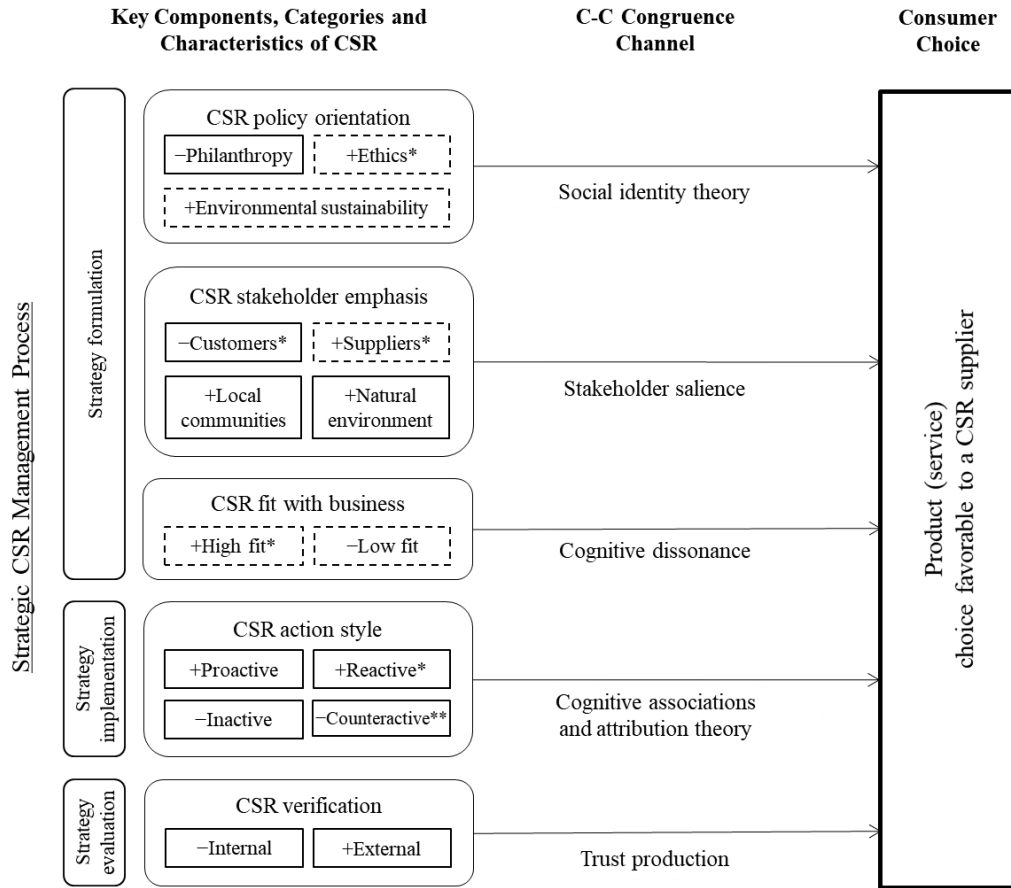 Key Components, Categories and
Characteristics of CSR
C-C Congruence
Channel
Consumer
Choice
Strategic CSR Management Process
Strategy formulation
CSR policy orientation
−Philanthropy
+Ethics*
+Environmental sustainability
Social identity theory
CSR stakeholder emphasis
−Customers*
+Suppliers*
+Local
communities
+Natural
environment
Stakeholder salience
CSR fit with business
+High fit*
−Low fit
Cognitive dissonance
Strategy
implementation
CSR action style
+Proactive
+Reactive*
−Inactive
−Counteractive**
Cognitive associations
and attribution theory
Strategy
evaluation
CSR verification
−Internal
+External
Trust production
Product (service)
choice favorable to a CSR supplier